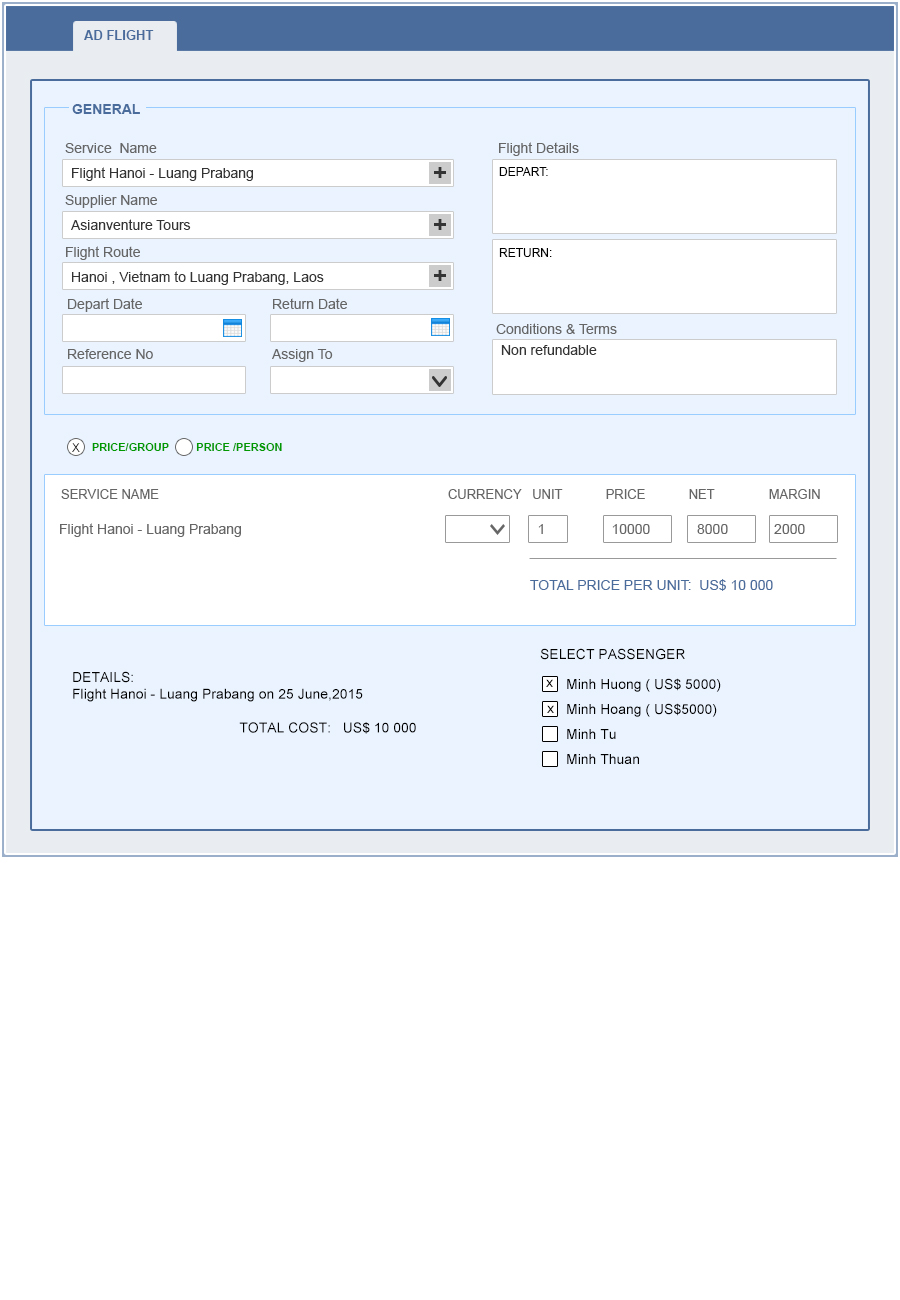 AD FLIGHT
GENERAL
Service  Name
Flight Hanoi - Luang Prabang
Supplier Name
Asianventure Tours
Flight Route
Hanoi , Vietnam to Luang Prabang, Laos
Depart Date Return Date
Reference No Assign To
Flight Details
DEPART:
RETURN:
Conditions & Terms
Non refundable
X PRICE/GROUP PRICE /PERSON
SERVICE NAME CURRENCY UNIT PRICE NET MARGIN
Flight Hanoi - Luang Prabang 1 10000 8000 2000
TOTAL PRICE PER UNIT:  US$ 10 000
DETAILS:
Flight Hanoi - Luang Prabang on 25 June,2015
TOTAL COST:   US$ 10 000
SELECT PASSENGER
X Minh Huong ( US$ 5000)
X Minh Hoang ( US$5000)
Minh Tu
Minh Thuan